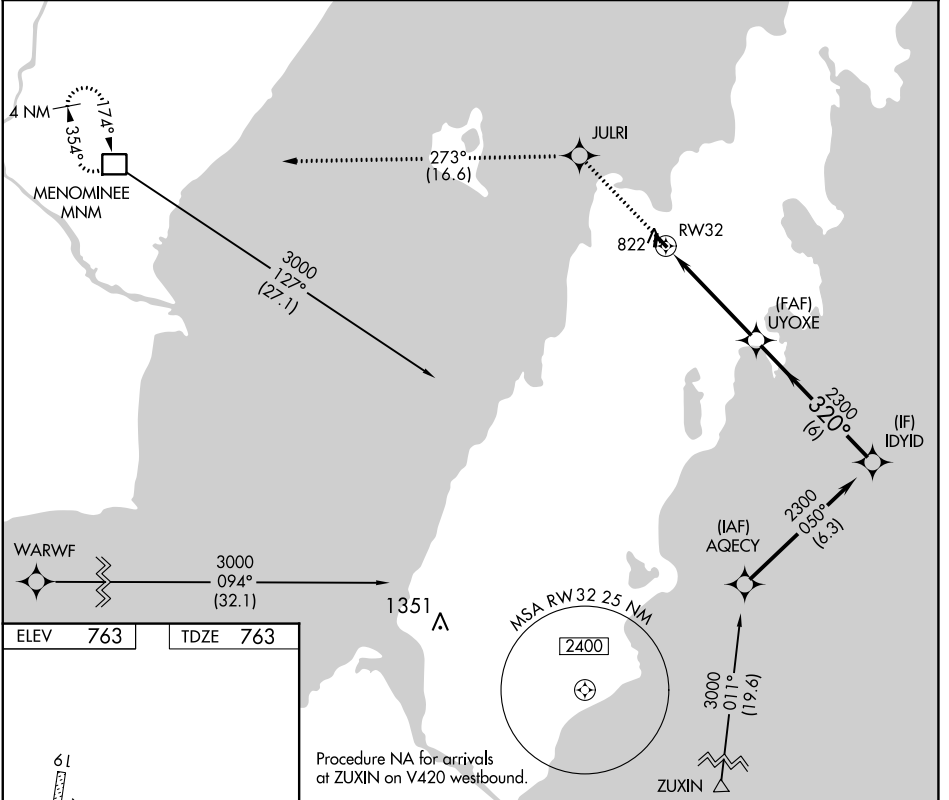 4 NM
174°
354°
MENOMINEE
MNM
JULRI
273°
(16.6)
822
RW32
3000
127°
(27.1)
(FAF)
UYOXE
2300
320°
(6)
(IF)
IDYID
2300
050°
(6.3)
(IAF)
AQECY
WARWF
3000
094°
(32.1)
1351
MSA RW32 25 NM
2400
3000
011°
(19.6)
ZUXIN
ELEV 763
TDZE 763
19
Procedure NA for arrivals
at ZUXIN on V420 westbound.